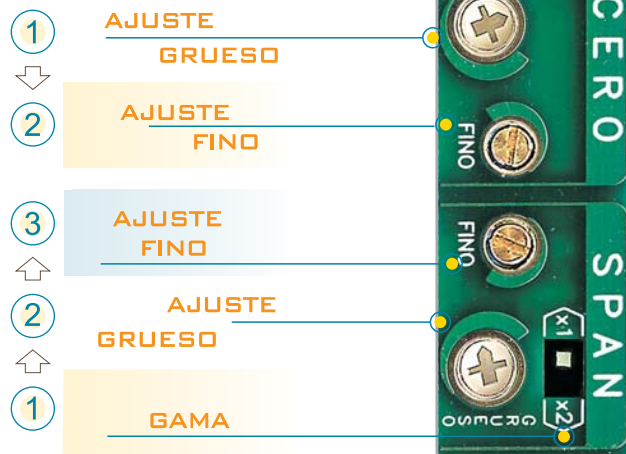 1
AJUSTE
GRUESO
2
AJUSTE
FINO
3
AJUSTE
FINO
2
AJUSTE
GRUESO
1
GAMA
CERO
FINO
FINO
SPAN
x1
x2
GRUESO